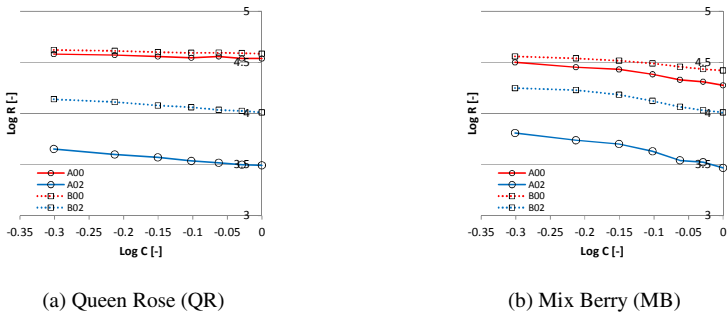 5
4.5
4
3.5
3
Log R [-]
A00
A02
B00
B02
-0.35 -0.3 -0.25 -0.2 -0.15 -0.1 -0.05 0
Log C [-]
(a) Queen Rose (QR)
5
4.5
4
3.5
3
Log R [-]
A00
A02
B00
B02
-0.35 -0.3 -0.25 -0.2 -0.15 -0.1 -0.05 0
Log C [-]
(b) Mix Berry (MB)